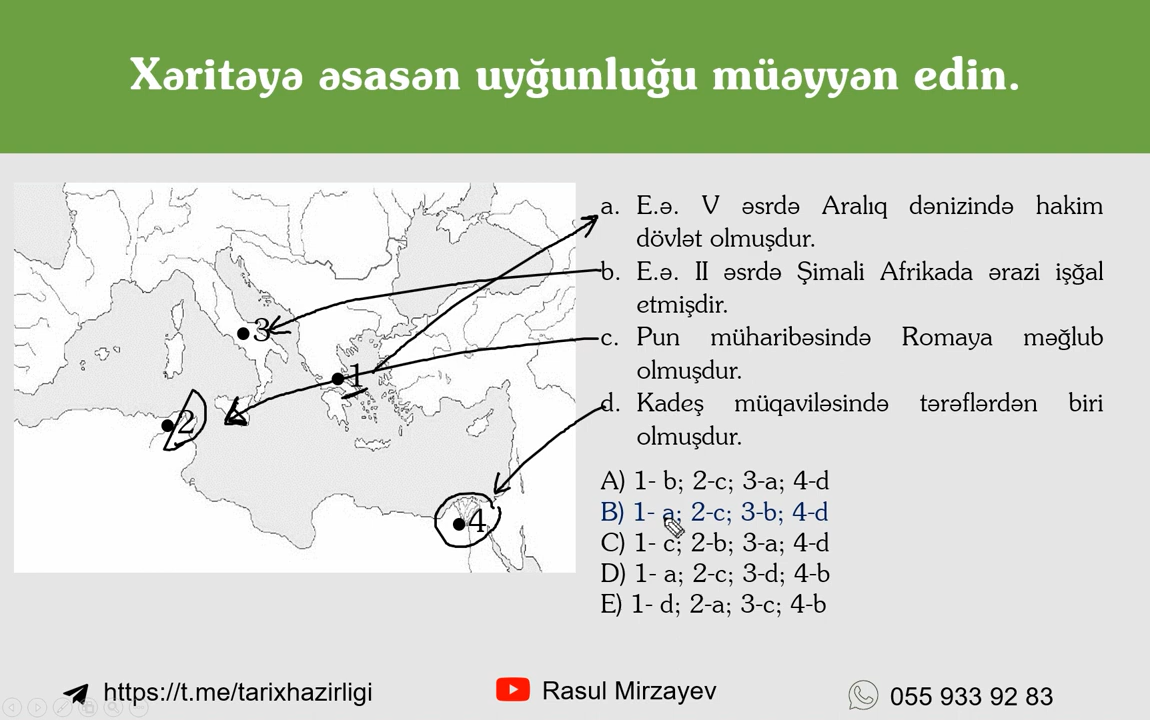 Xəritəyə əsasən uyğunluğu müəyyən edin.
3
1
2
4
a. E.ə. V əsrdə Aralıq dənizində hakim
dövlət olmuşdur.
b. E.ə. II əsrdə Şimali Afrikada ərazi işğal
etmişdir.
c. Pun müharibəsində Romaya məğlub
olmuşdur.
d. Kadeş müqaviləsində tərəflərdən biri
olmuşdur.
A) 1- b; 2-c; 3-a; 4-d
B) 1- a; 2-c; 3-b; 4-d
C) 1- c; 2-b; 3-a; 4-d
D) 1- a; 2-c; 3-d; 4-b
E) 1- d; 2-a; 3-c; 4-b
https://t.me/tarixhazirligi
Rasul Mirzayev
055 933 92 83